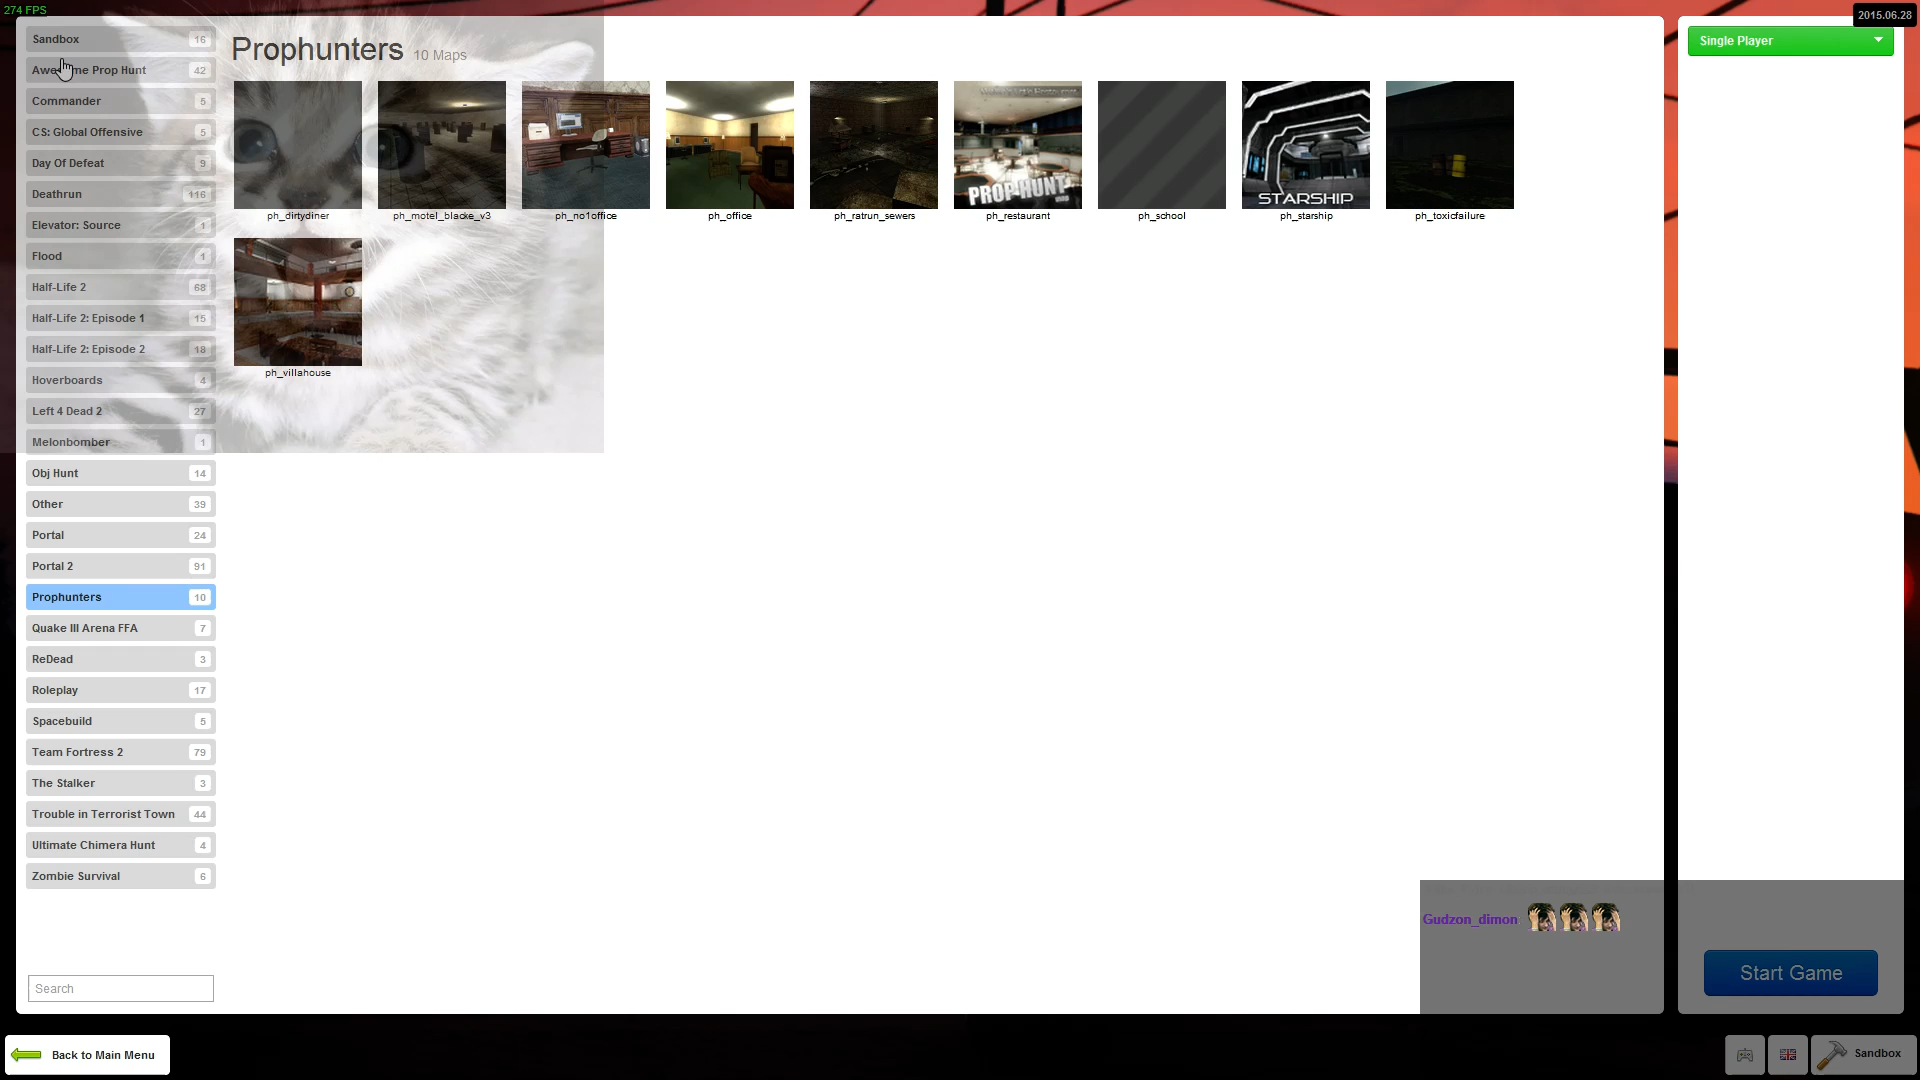 274 FPS
2015.06.28
Sandbox 16
Awesome Prop Hunt 42
Commander 5
CS: Global Offensive 5
Day Of Defeat 9
Deathrun 116
Elevator: Source 1
Flood 1
Half-Life 2 68
Half-Life 2: Episode 1 15
Half-Life 2: Episode 2 18
Hoverboards 4
Left 4 Dead 2 27
Melonbomber 1
Obj Hunt 14
Other 39
Portal 24
Portal 2 91
Prophunters 10
Quake III Arena FFA 7
ReDead 3
Roleplay 17
Spacebuild 5
Team Fortress 2 79
The Stalker 3
Trouble in Terrorist Town 44
Ultimate Chimera Hunt 4
Zombie Survival 6
Search
Prophunters 10 Maps
PROP HUNT
STARSHIP
ph_dirtydiner
ph_motel_blacke_v3
ph_no1office
ph_office
ph_ratrun_sewers
ph_restaurant
ph_school
ph_starship
ph_toxicfailure
ph_villahouse
Single Player
Gudzon_dimon
Start Game
Back to Main Menu
Sandbox